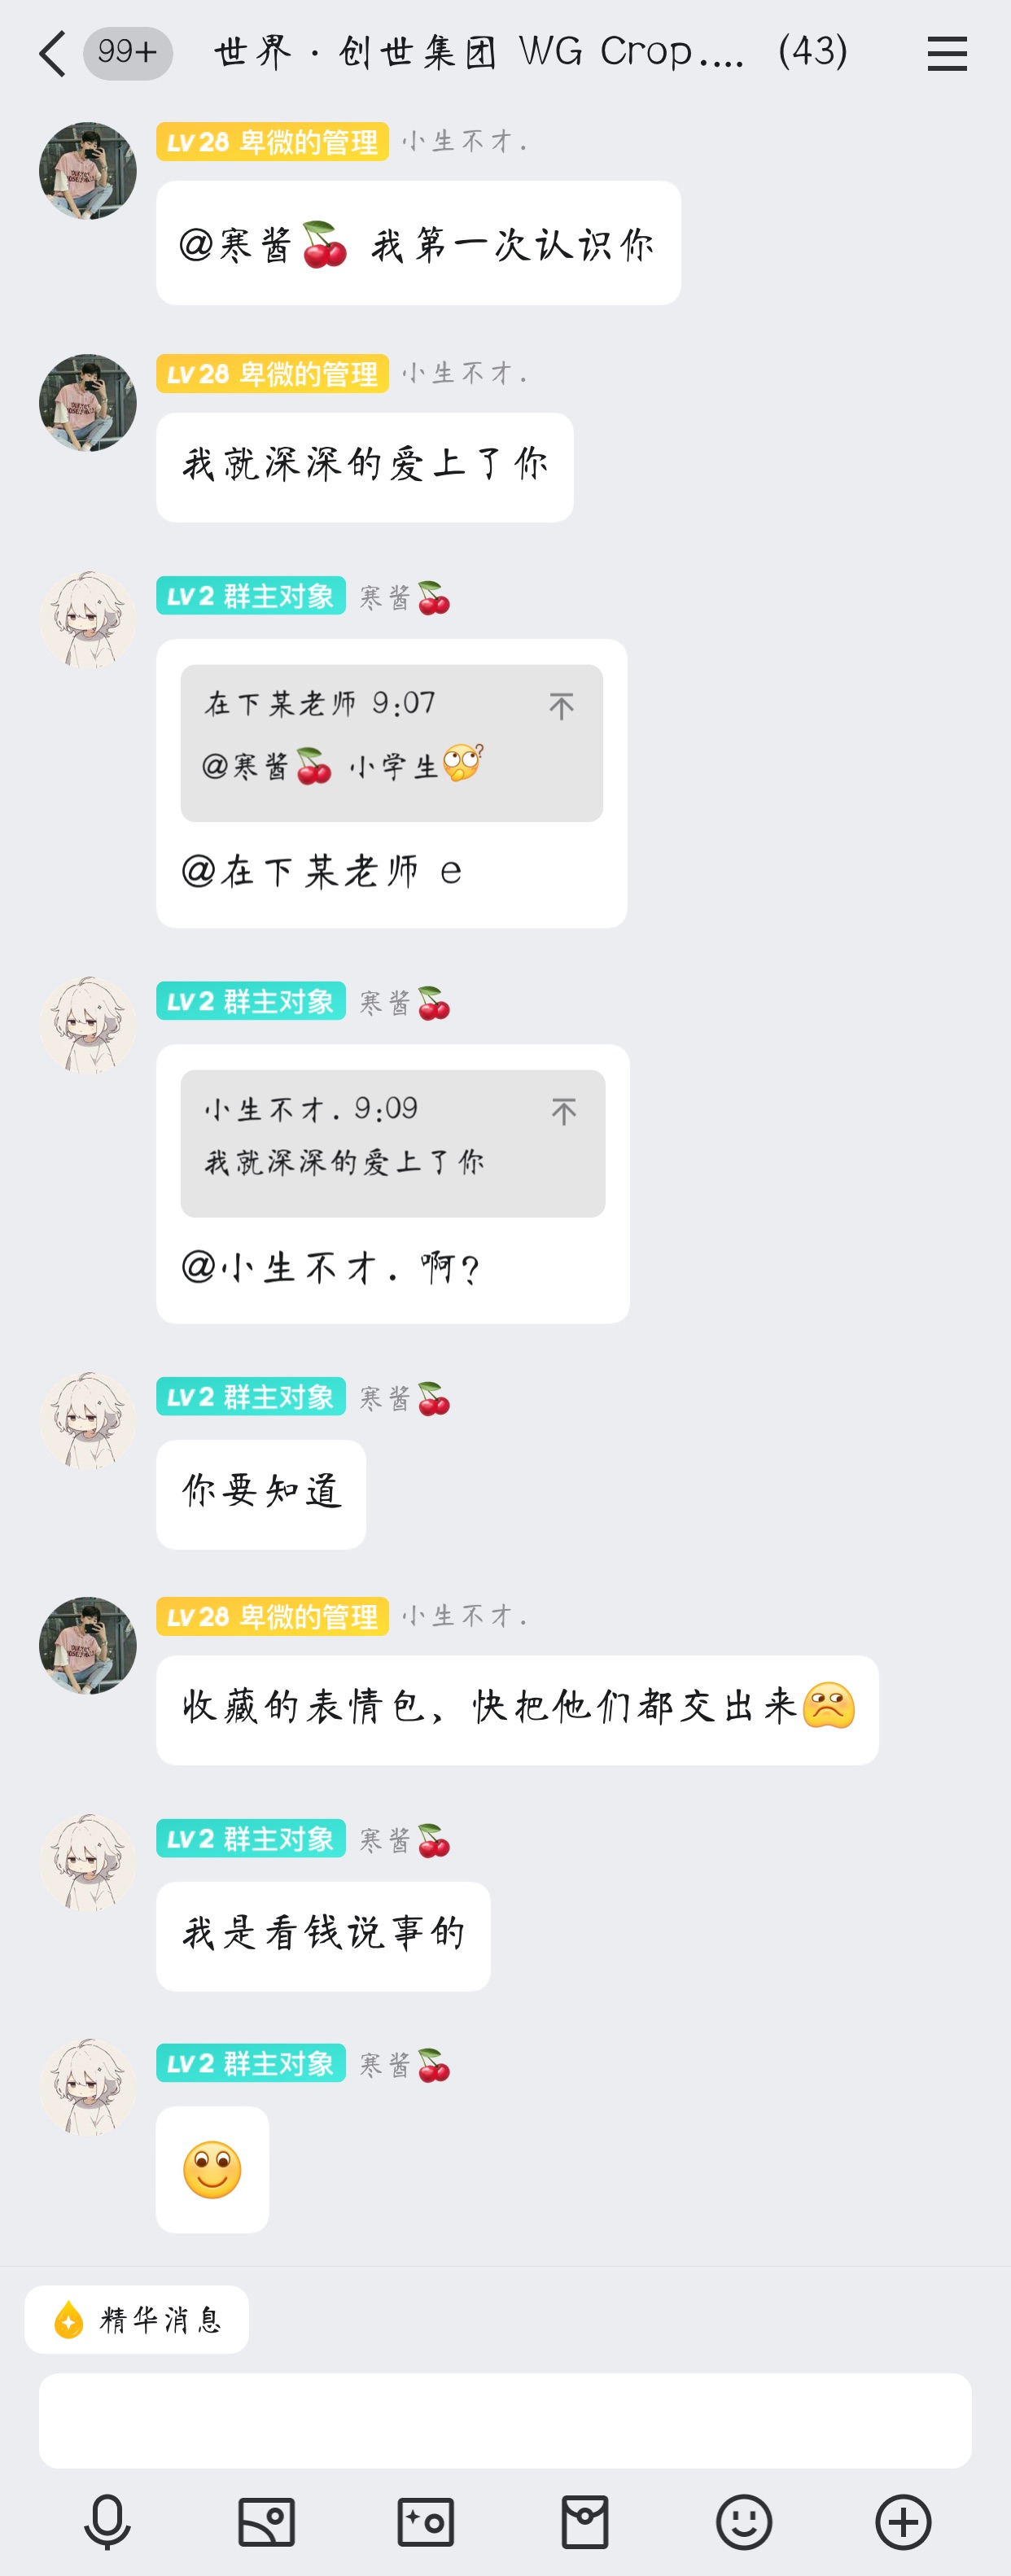 99+ 世界·创世集团 WG Crop.... (43)
LV28 卑微的管理 小生不才.
@寒酱🍒 我第一次认识你
LV28 卑微的管理 小生不才.
我就深深的爱上了你
LV2 群主对象 寒酱🍒
在下某老师 9:07
@寒酱🍒 小学生
@在下某老师 e
LV2 群主对象 寒酱🍒
小生不才. 9:09
我就深深的爱上了你
@小生不才. 啊?
LV2 群主对象 寒酱🍒
你要知道
LV28 卑微的管理 小生不才.
收藏的表情包、快把他们都交出来
LV2 群主对象 寒酱🍒
我是看钱说事的
LV2 群主对象 寒酱🍒
精华消息